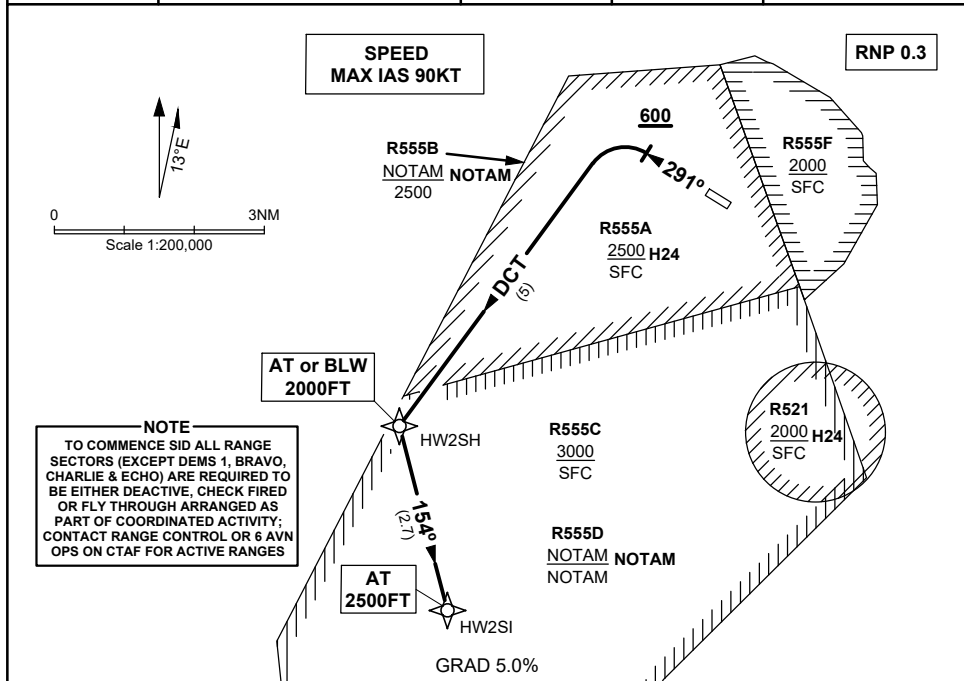 SPEED
MAX IAS 90KT
RNP 0.3
13°E
0
3NM
Scale 1:200,000
R555B
NOTAM
2500
NOTAM
600
291°
R555F
2000
SFC
R555A
2500
SFC
H24
DCT
(5)
AT or BLW
2000FT
HW2SH
NOTE
TO COMMENCE SID ALL RANGE
SECTORS (EXCEPT DEMS 1, BRAVO,
CHARLIE & ECHO) ARE REQUIRED TO
BE EITHER DEACTIVE, CHECK FIRED
OR FLY THROUGH ARRANGED AS
PART OF COORDINATED ACTIVITY;
CONTACT RANGE CONTROL OR 6 AVN
OPS ON CTAF FOR ACTIVE RANGES
R555C
3000
SFC
R521
2000
SFC
H24
154°
(2.7)
R555D
NOTAM
NOTAM
NOTAM
AT
2500FT
HW2SI
GRAD 5.0%